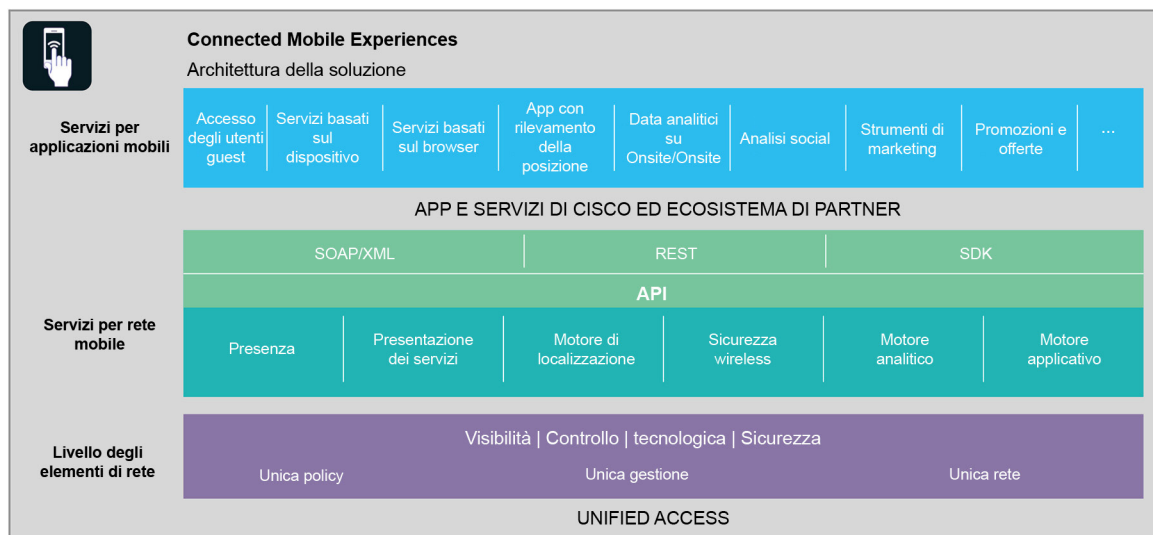 Connected Mobile Experiences
Architettura della soluzione
Servizi per
applicazioni mobili
Accesso
degli utenti
guest
Servizi basati
sul
dispositivo
Servizi basati
sul browser
App con
rilevamento
della
posizione
Data analitici
su
Onsite/Onsite
Analisi social
Strumenti di
marketing
Promozioni e
offerte
...
APP E SERVIZI DI CISCO ED ECOSISTEMA DI PARTNER
SOAP/XML
REST
SDK
API
Servizi per rete
mobile
Presenza
Presentazione
dei servizi
Motore di
localizzazione
Sicurezza
wireless
Motore
analitico
Motore
applicativo
Livello degli
elementi di rete
Visibilità | Controllo | tecnologica | Sicurezza
Unica policy
Unica gestione
Unica rete
UNIFIED ACCESS